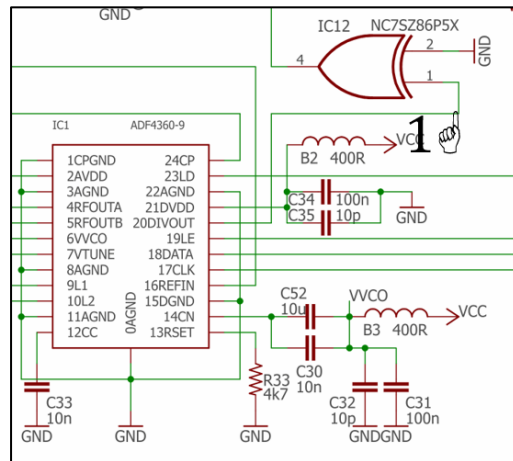 GND
IC12
NC7SZ86P5X
4
2
1
GND
1
VCC
IC1
ADF4360-9
B2
400R
1CPGND
24CP
2AVDD
23LD
3AGND
22AGND
4RFOUTA
21DVDD
5RFOUTB
20DIVOUT
6VVCO
19LE
7VTUNE
18DATA
8AGND
17CLK
9L1
16REFIN
10L2
15DGND
11AGND
14CN
12CC
13RSET
0AGND
C34
100n
C35
10p
GND
C52
10u
VVCO
VCC
B3
400R
C30
10n
R33
4k7
C33
10n
C32
10p
C31
100n
GND
GND
GND
GND
GND